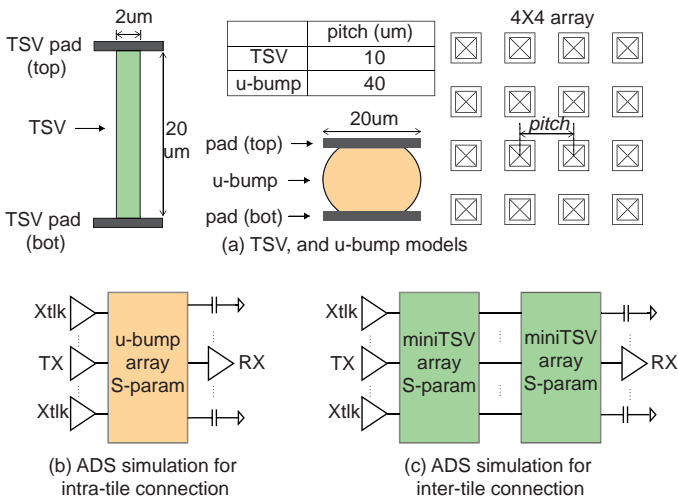 2um
TSV pad
(top)
TSV
20
um
TSV pad
(bot)
pitch (um)
TSV 10
u-bump 40
20um
pad (top)
u-bump
pad (bot)
4X4 array
pitch
(a) TSV, and u-bump models
Xtlk
TX
Xtlk
u-bump
array
S-param
RX
(b) ADS simulation for
intra-tile connection
Xtlk
TX
Xtlk
miniTSV
array
S-param
miniTSV
array
S-param
RX
(c) ADS simulation for
inter-tile connection